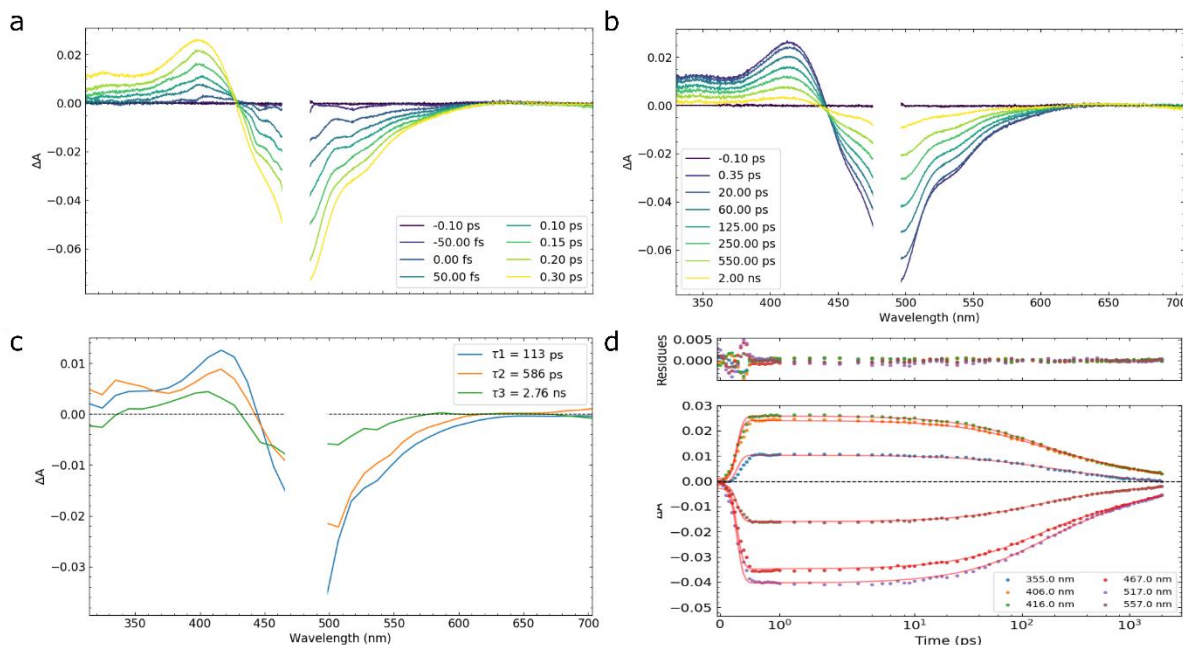 a
0.02
0.00
−0.02
−0.04
−0.06
ΔA
-0.10 ps
-50.00 fs
0.00 fs
50.00 fs
0.10 ps
0.15 ps
0.20 ps
0.30 ps
b
0.02
0.00
−0.02
−0.04
−0.06
ΔA
-0.10 ps
0.35 ps
20.00 ps
60.00 ps
125.00 ps
250.00 ps
550.00 ps
2.00 ns
350 400 450 500 550 600 650 700
Wavelength (nm)
c
0.01
0.00
−0.01
−0.02
−0.03
ΔA
τ1 = 113 ps
τ2 = 586 ps
τ3 = 2.76 ns
350 400 450 500 550 600 650 700
Wavelength (nm)
d
0.005
0.000
Residues
0.03
0.02
0.01
0.00
−0.01
−0.02
−0.03
−0.04
−0.05
ΔA
355.0 nm
406.0 nm
416.0 nm
467.0 nm
517.0 nm
557.0 nm
0 10⁰ 10¹ 10² 10³
Time (ps)